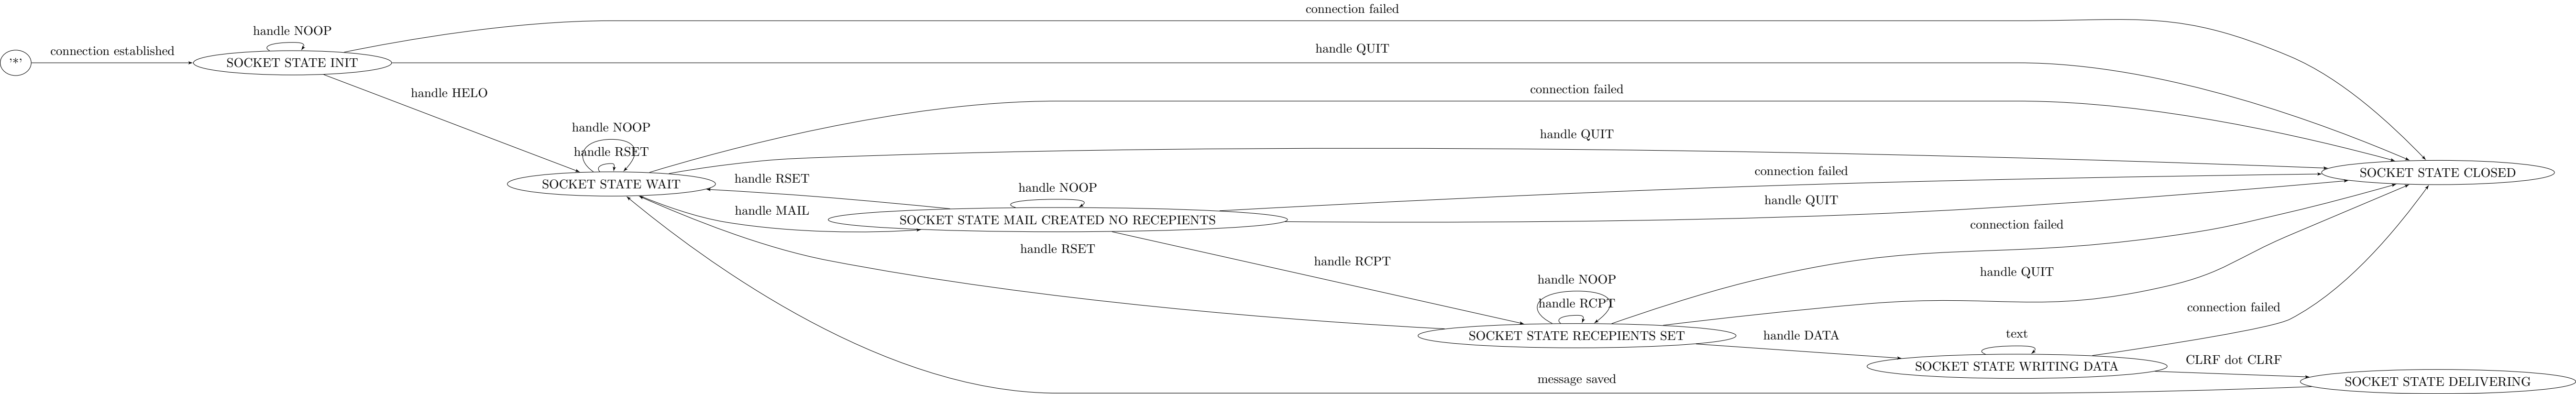 connection failed
handle NOOP
handle QUIT
connection established
'*'
SOCKET STATE INIT
connection failed
handle HELO
handle NOOP
handle QUIT
handle RSET
connection failed
SOCKET STATE CLOSED
handle RSET
SOCKET STATE WAIT
handle NOOP
handle QUIT
handle MAIL
SOCKET STATE MAIL CREATED NO RECEPIENTS
connection failed
handle RSET
handle RCPT
handle QUIT
handle NOOP
handle RCPT
connection failed
SOCKET STATE RECEPIENTS SET
handle DATA
text
CLRF dot CLRF
SOCKET STATE WRITING DATA
message saved
SOCKET STATE DELIVERING